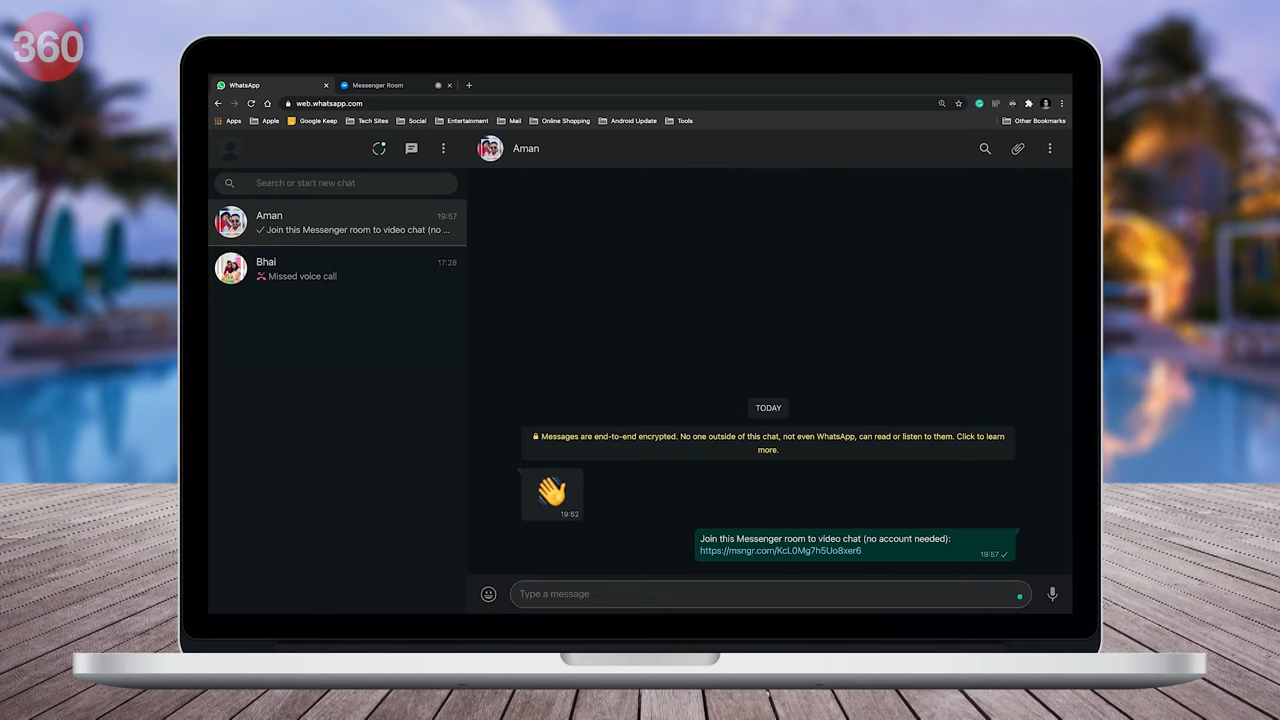 360
WhatsApp
Messenger Room
web.whatsapp.com
Apps
Apple
Google Keep
Tech Sites
Social
Entertainment
Mail
Online Shopping
Android Update
Tools
Other Bookmarks
Aman
Search or start new chat
Aman 19:57
Join this Messenger room to video chat (no ...
Bhai 17:28
Missed voice call
TODAY
Messages are end-to-end encrypted. No one outside of this chat, not even WhatsApp, can read or listen to them. Click to learn
more.
19:52
Join this Messenger room to video chat (no account needed):
https://msngr.com/KcL0Mg7h5Uo8xer6
19:57
Type a message